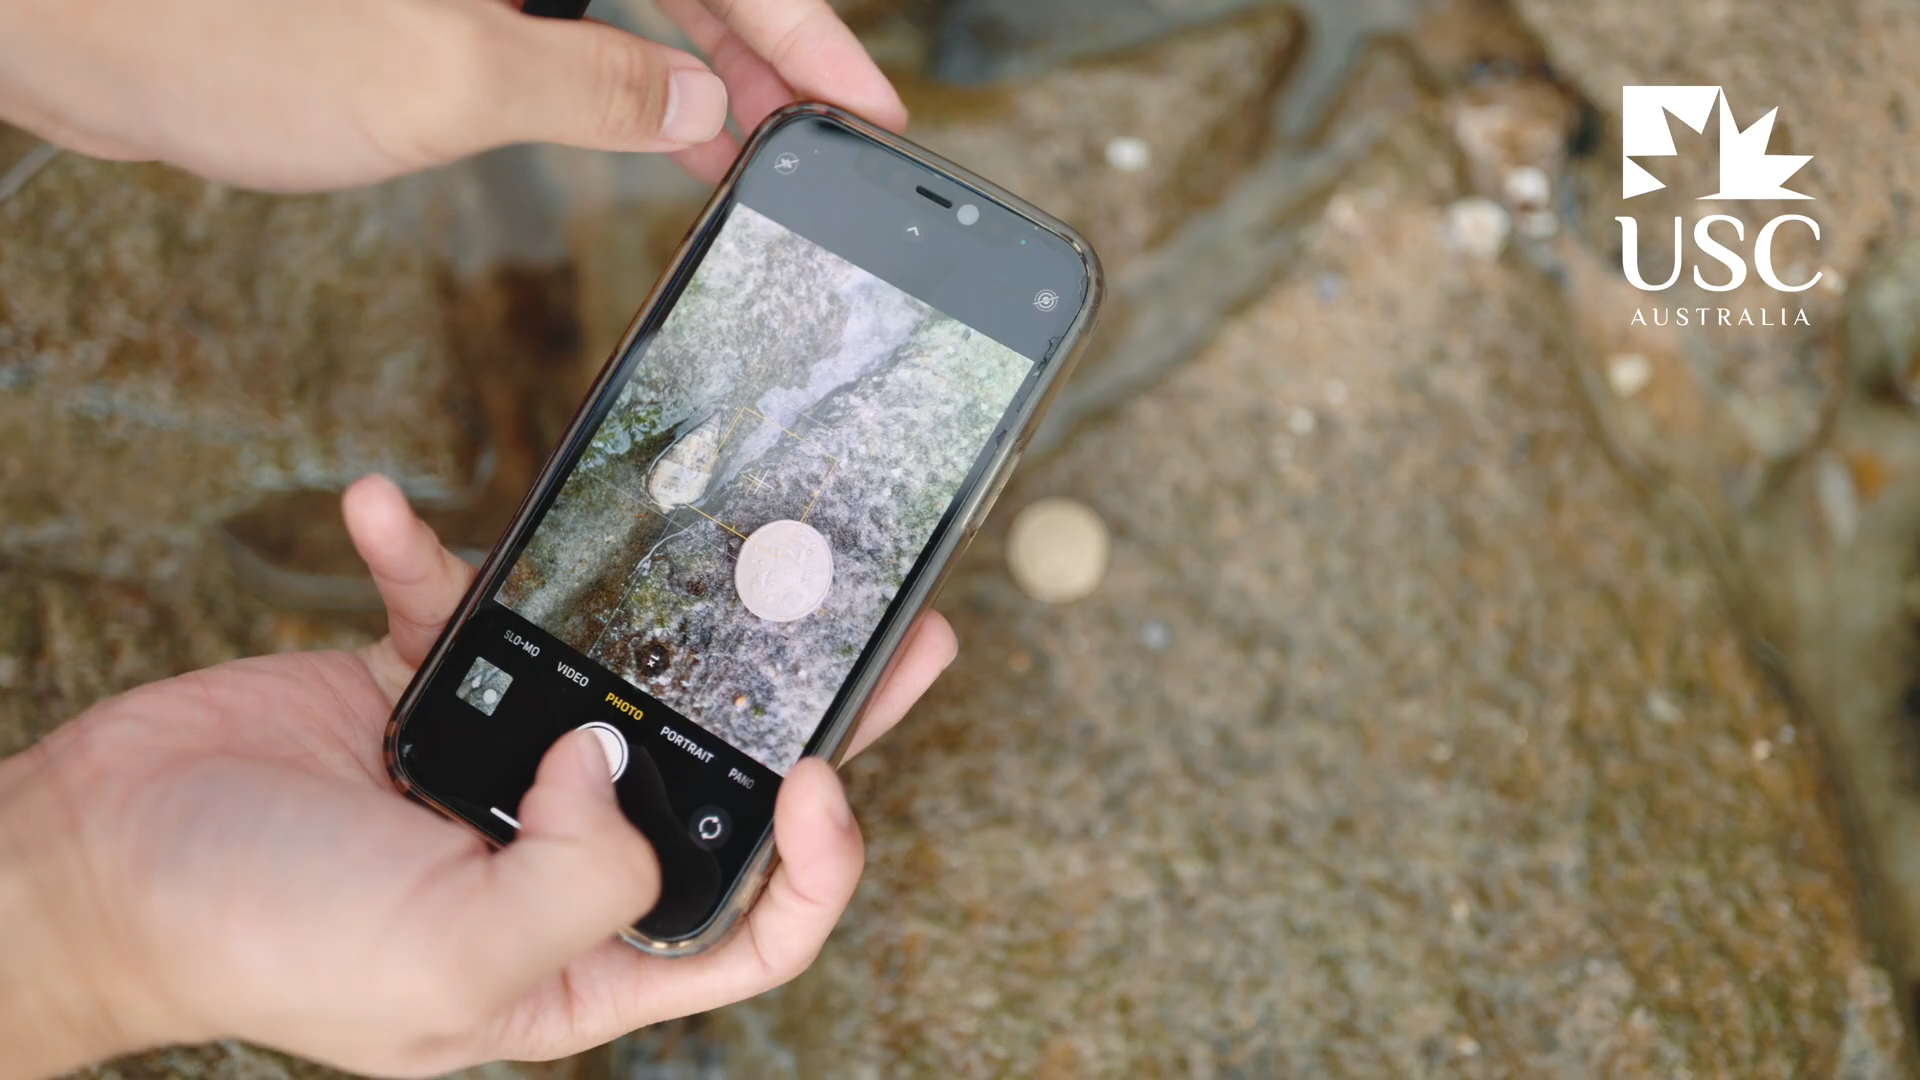 USC
AUSTRALIA
SLO-MO
VIDEO
PHOTO
PORTRAIT
PANO